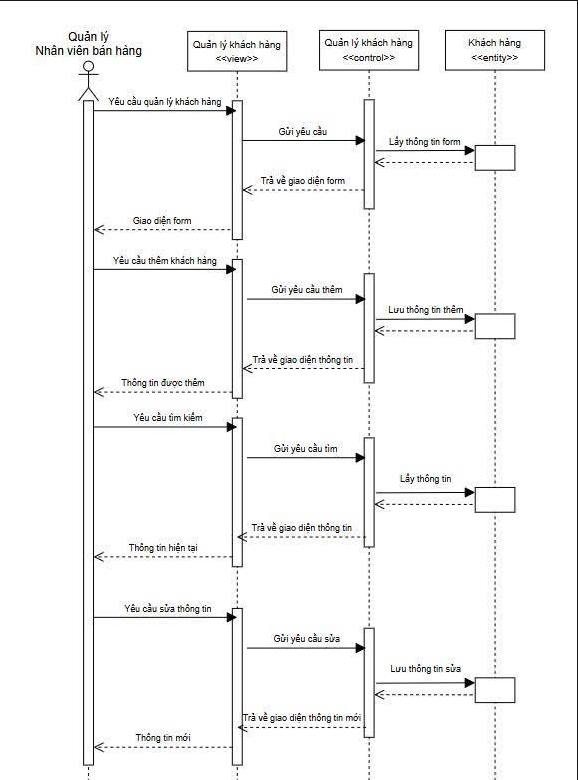 Quản lý
Nhân viên bán hàng
Quản lý khách hàng
<<view>>
Quản lý khách hàng
<<control>>
Khách hàng
<<entity>>
Yêu cầu quản lý khách hàng
Gửi yêu cầu
Lấy thông tin form
Trả về giao diện form
Giao diện form
Yêu cầu thêm khách hàng
Gửi yêu cầu thêm
Lưu thông tin thêm
Trả về giao diện thông tin
Thông tin được thêm
Yêu cầu tìm kiếm
Gửi yêu cầu tìm
Lấy thông tin
Trả về giao diện thông tin
Thông tin hiện tại
Yêu cầu sửa thông tin
Gửi yêu cầu sửa
Lưu thông tin sửa
Trả về giao diện thông tin mới
Thông tin mới